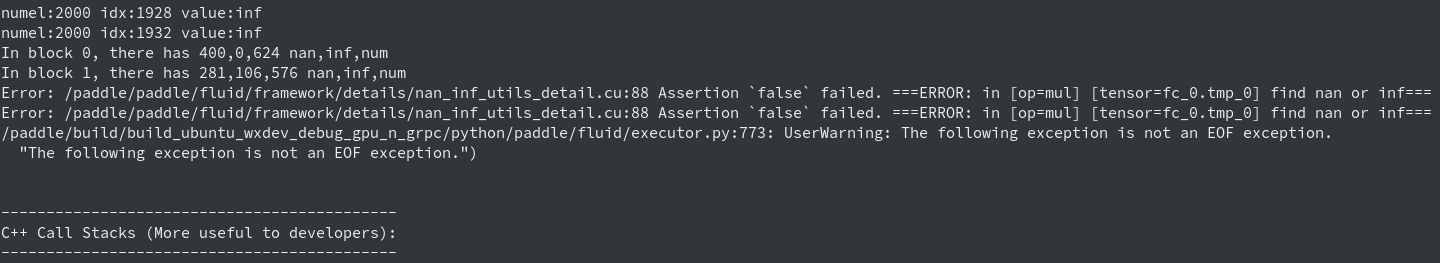 numel:2000 idx:1928 value:inf
numel:2000 idx:1932 value:inf
In block 0, there has 400,0,624 nan,inf,num
In block 1, there has 281,106,576 nan,inf,num
Error: /paddle/paddle/fluid/framework/details/nan_inf_utils_detail.cu:88 Assertion `false` failed. ===ERROR: in [op=mul] [tensor=fc_0.tmp_0] find nan or inf===
Error: /paddle/paddle/fluid/framework/details/nan_inf_utils_detail.cu:88 Assertion `false` failed. ===ERROR: in [op=mul] [tensor=fc_0.tmp_0] find nan or inf===
/paddle/build/build_ubuntu_wxdev_debug_gpu_n_grpc/python/paddle/fluid/executor.py:773: UserWarning: The following exception is not an EOF exception.
  "The following exception is not an EOF exception.")
--------------------------------------------
C++ Call Stacks (More useful to developers):
--------------------------------------------